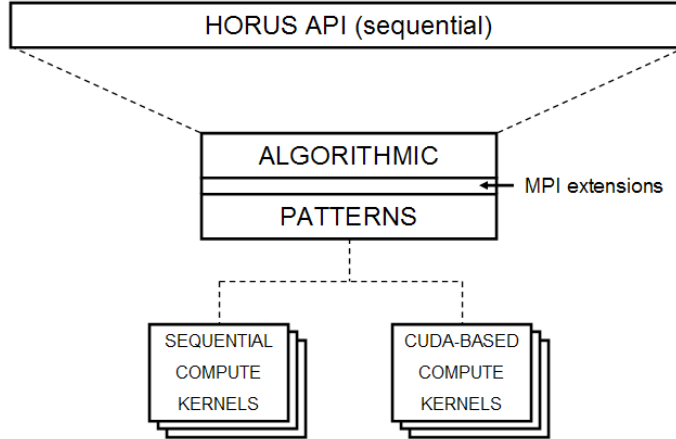 HORUS API (sequential)
ALGORITHMIC
MPI extensions
PATTERNS
SEQUENTIAL
COMPUTE
KERNELS
CUDA-BASED
COMPUTE
KERNELS